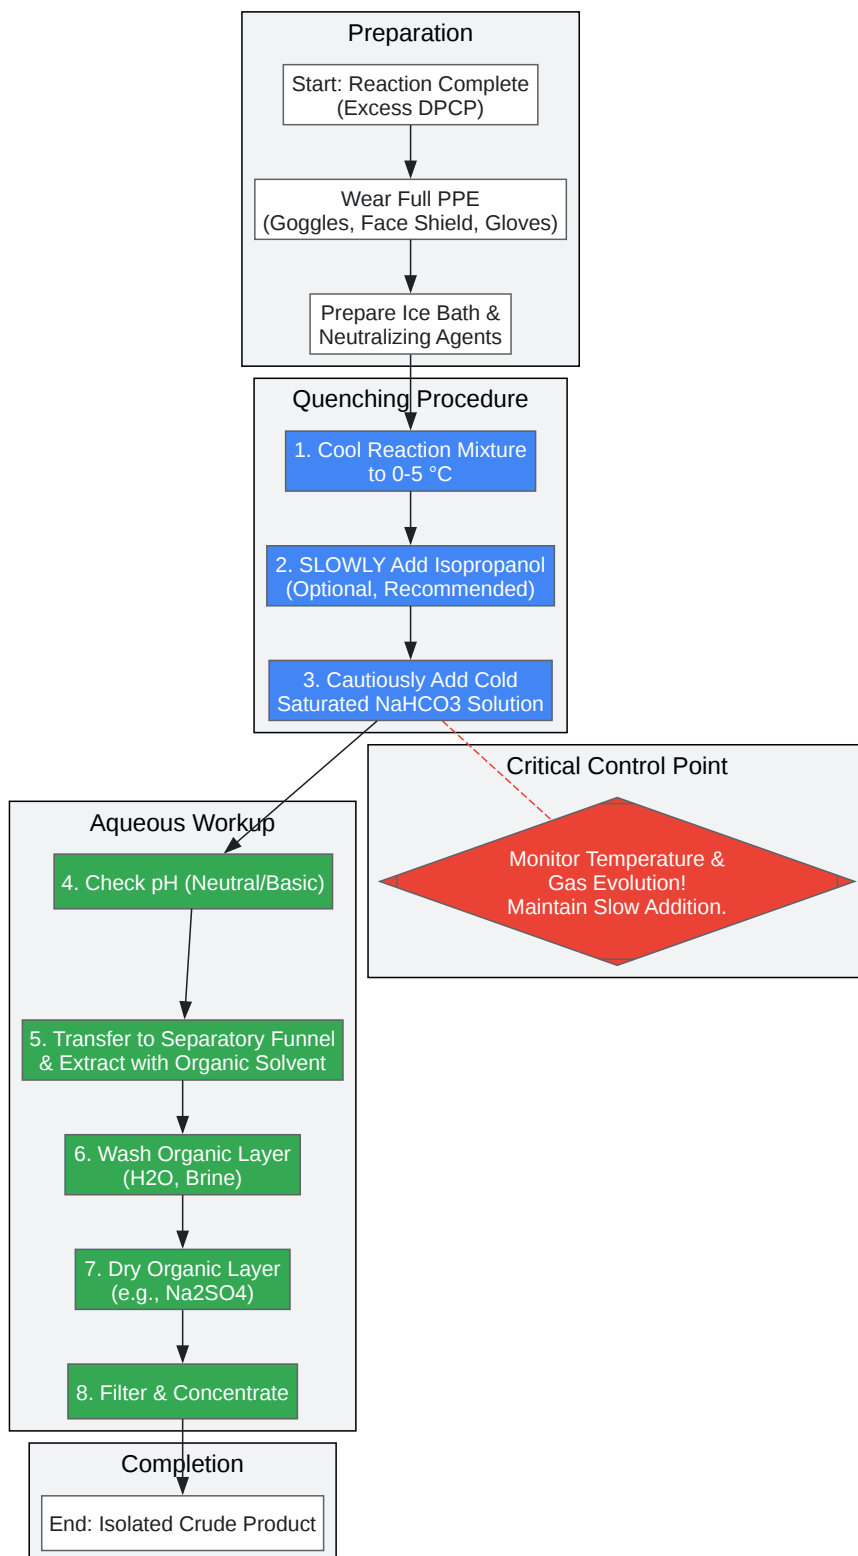 Preparation
Start: Reaction Complete
(Excess DPCP)
Wear Full PPE
(Goggles, Face Shield, Gloves)
Prepare Ice Bath &
Neutralizing Agents
Quenching Procedure
1. Cool Reaction Mixture
to 0-5 °C
2. SLOWLY Add Isopropanol
(Optional, Recommended)
3. Cautiously Add Cold
Saturated NaHCO3 Solution
Critical Control Point
Monitor Temperature &
Gas Evolution!
Maintain Slow Addition.
Aqueous Workup
4. Check pH (Neutral/Basic)
5. Transfer to Separatory Funnel
& Extract with Organic Solvent
6. Wash Organic Layer
(H2O, Brine)
7. Dry Organic Layer
(e.g., Na2SO4)
8. Filter & Concentrate
Completion
End: Isolated Crude Product